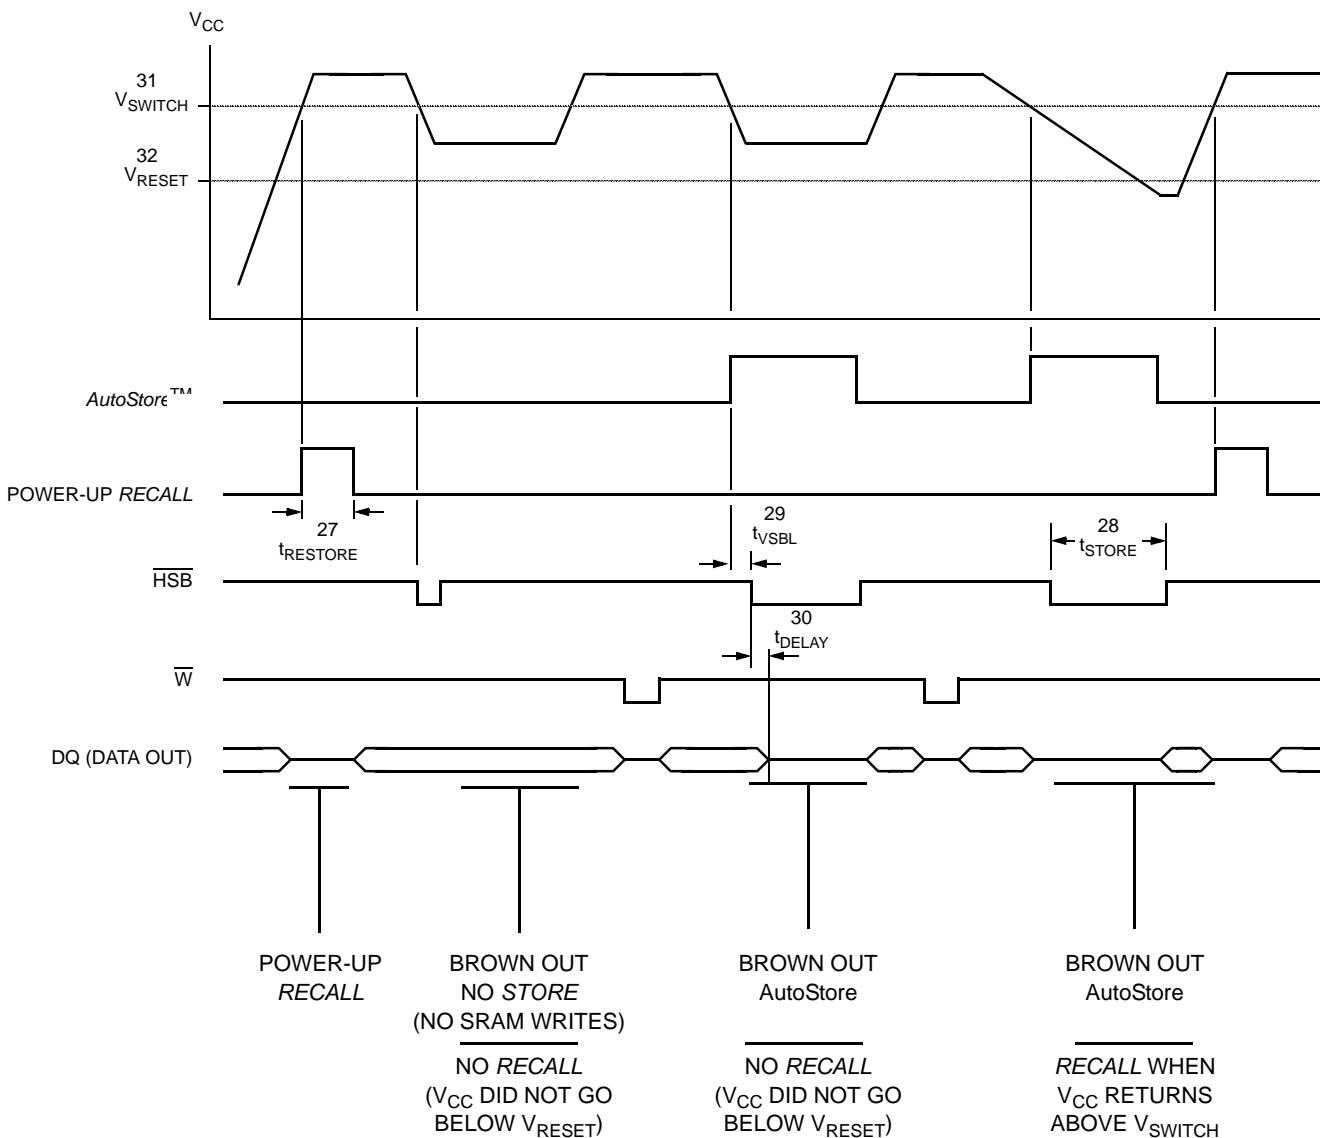 VCC
31
VSWITCH
32
VRESET
AutoStore™
POWER-UP RECALL
27
tRESTORE
29
tVSBL
28
tSTORE
HSB
30
tDELAY
W
DQ (DATA OUT)
POWER-UP
RECALL
BROWN OUT
NO STORE
(NO SRAM WRITES)
NO RECALL
(VCC DID NOT GO
BELOW VRESET)
BROWN OUT
AutoStore
NO RECALL
(VCC DID NOT GO
BELOW VRESET)
BROWN OUT
AutoStore
RECALL WHEN
VCC RETURNS
ABOVE VSWITCH